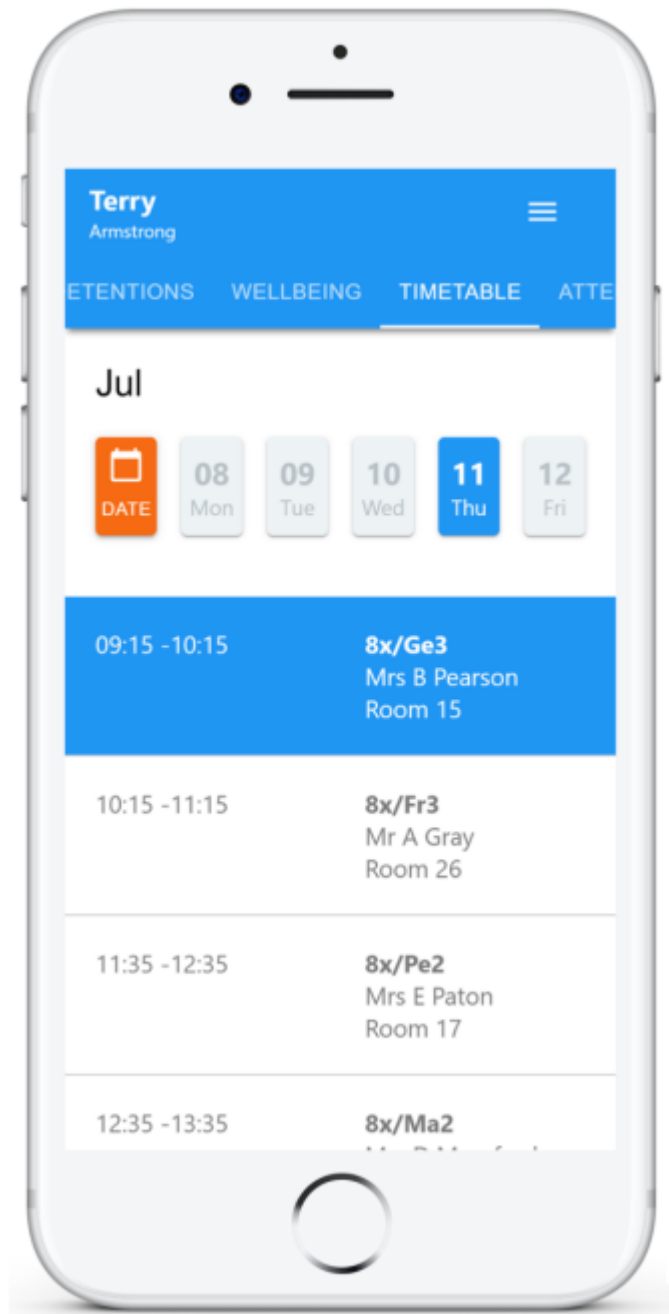 Terry
Armstrong
ETENTIONS WELLBEING TIMETABLE ATTE
Jul
DATE 08 Mon 09 Tue 10 Wed 11 Thu 12 Fri
09:15 -10:15 8x/Ge3
Mrs B Pearson
Room 15
10:15 -11:15 8x/Fr3
Mr A Gray
Room 26
11:35 -12:35 8x/Pe2
Mrs E Paton
Room 17
12:35 -13:35 8x/Ma2